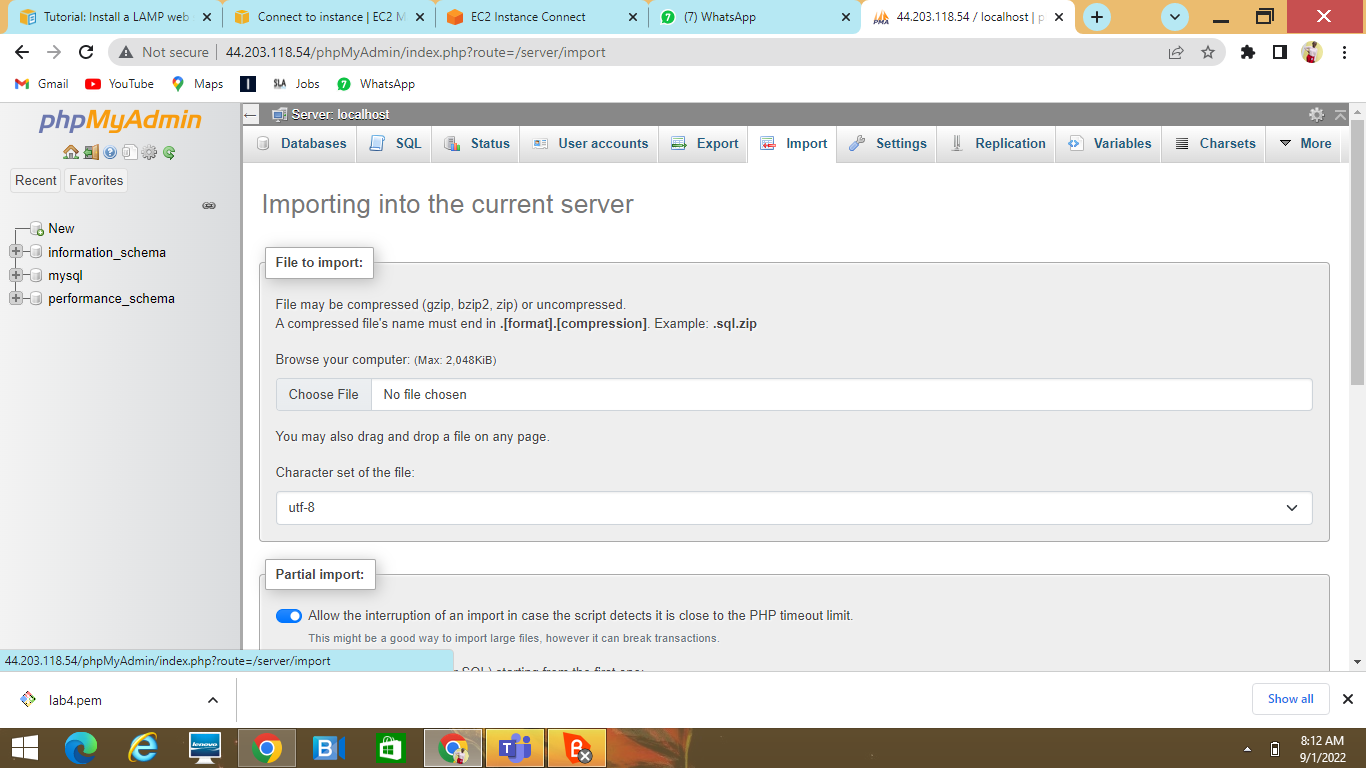 Tutorial: Install a LAMP web
Connect to instance | EC2 M
EC2 Instance Connect
(7) WhatsApp
44.203.118.54 / localhost | p
Not secure
44.203.118.54/phpMyAdmin/index.php?route=/server/import
Gmail
YouTube
Maps
SLA Jobs
WhatsApp
phpMyAdmin
Recent
Favorites
New
information_schema
mysql
performance_schema
Server: localhost
Databases
SQL
Status
User accounts
Export
Import
Settings
Replication
Variables
Charsets
More
Importing into the current server
File to import:
File may be compressed (gzip, bzip2, zip) or uncompressed.
A compressed file's name must end in .[format].[compression]. Example: .sql.zip
Browse your computer: (Max: 2,048KiB)
Choose File
No file chosen
You may also drag and drop a file on any page.
Character set of the file:
utf-8
Partial import:
Allow the interruption of an import in case the script detects it is close to the PHP timeout limit.
This might be a good way to import large files, however it can break transactions.
SQL) starting from the first one:
44.203.118.54/phpMyAdmin/index.php?route=/server/import
lab4.pem
Show all
lenovo
8:12 AM
9/1/2022